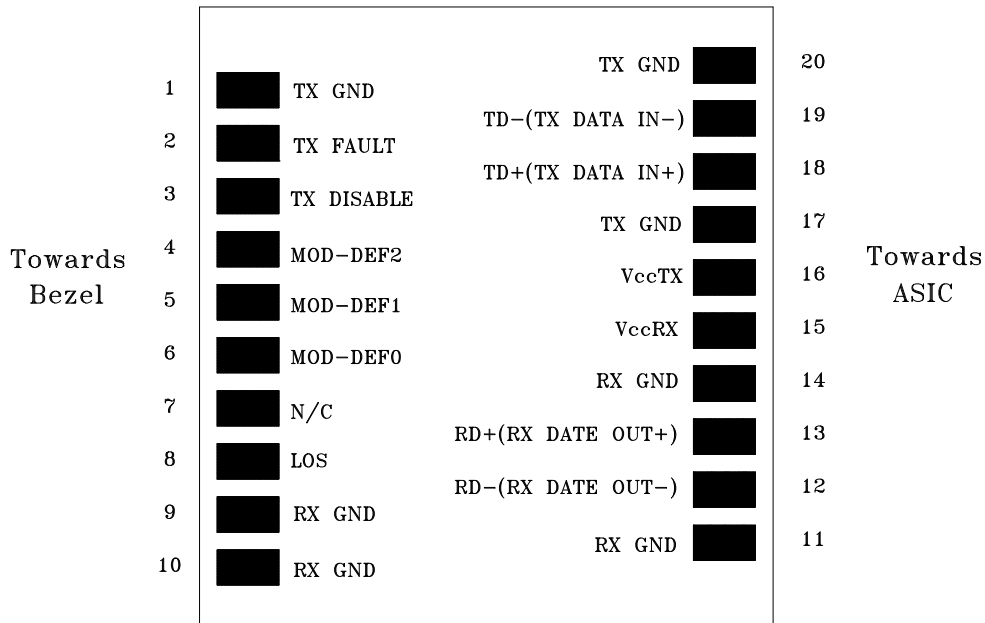 1 TX GND
2 TX FAULT
3 TX DISABLE
4 MOD-DEF2
5 MOD-DEF1
6 MOD-DEF0
7 N/C
8 LOS
9 RX GND
10 RX GND
Towards
Bezel
TX GND 20
TD-(TX DATA IN-) 19
TD+(TX DATA IN+) 18
TX GND 17
VccTX 16
VccRX 15
RX GND 14
RD+(RX DATE OUT+) 13
RD-(RX DATE OUT-) 12
RX GND 11
Towards
ASIC